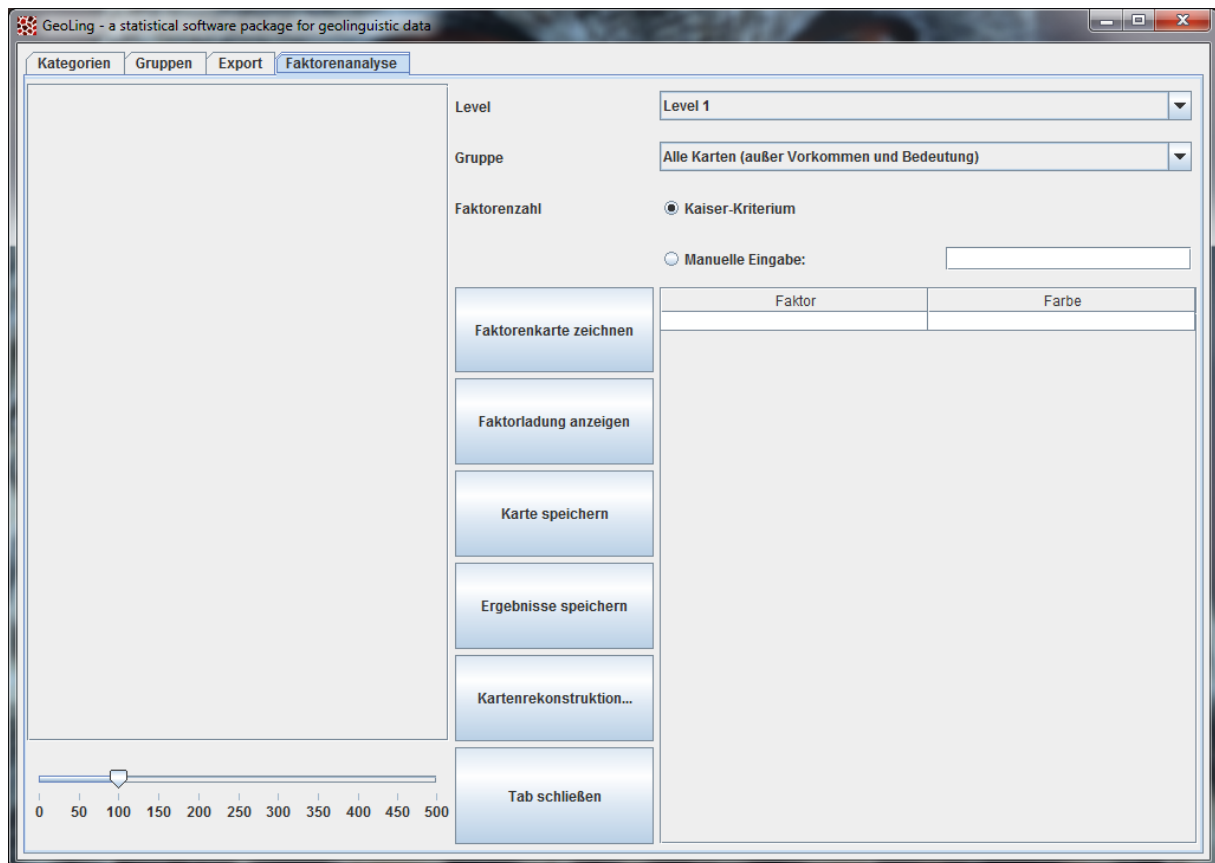 GeoLing - a statistical software package for geolinguistic data
Kategorien Gruppen Export Faktorenanalyse
Level Level 1
Gruppe Alle Karten (außer Vorkommen und Bedeutung)
Faktorenzahl Kaiser-Kriterium
Manuelle Eingabe:
Faktor Farbe
Faktorenkarte zeichnen
Faktorladung anzeigen
Karte speichern
Ergebnisse speichern
Kartenrekonstruktion...
Tab schließen
0 50 100 150 200 250 300 350 400 450 500